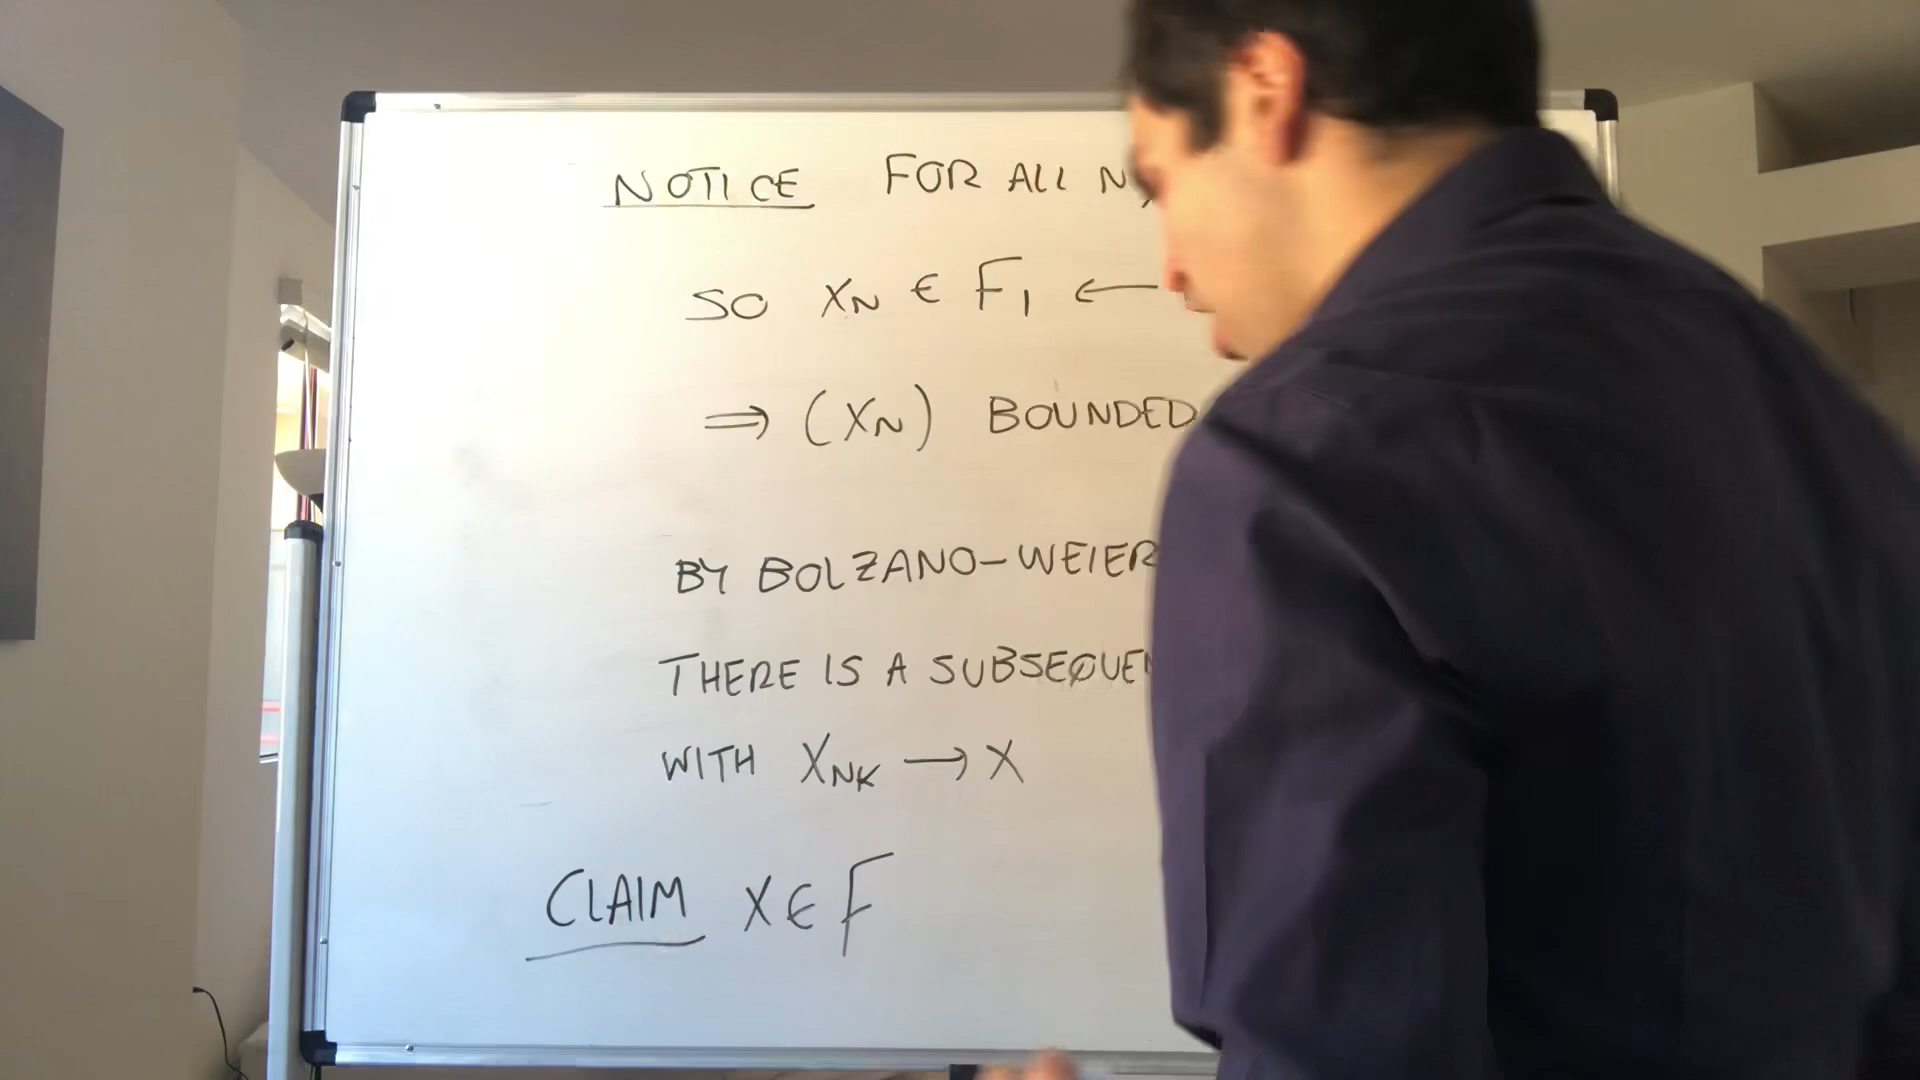 NOTICE FOR ALL N,
SO XN ∈ F1 ←
⇒ (XN) BOUNDED
BY BOLZANO-WEIER
THERE IS A SUBSEQUEN
WITH XNK → X
CLAIM X ∈ F